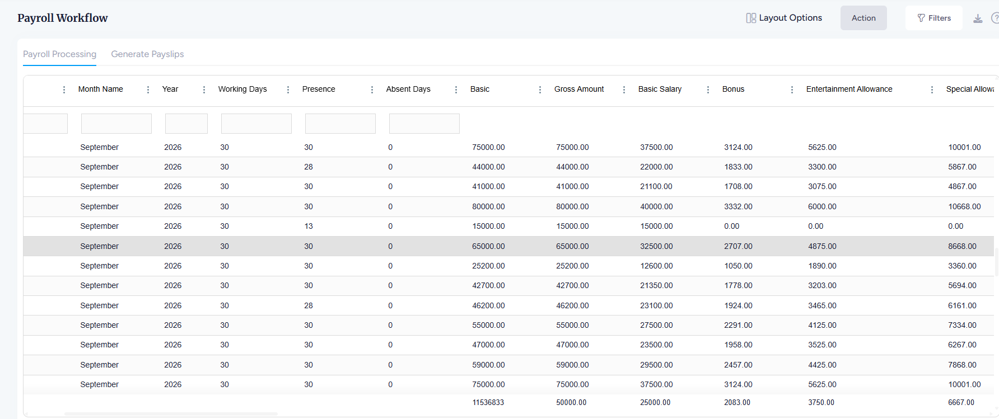 Payroll Workflow
Layout Options Action Filters ?
Payroll Processing Generate Payslips
Month Name Year Working Days Presence Absent Days Basic Gross Amount Basic Salary Bonus Entertainment Allowance Special Allowa
September 2026 30 30 0 75000.00 75000.00 37500.00 3124.00 5625.00 10001.00
September 2026 30 28 0 44000.00 44000.00 22000.00 1833.00 3300.00 5867.00
September 2026 30 30 0 41000.00 41000.00 21100.00 1708.00 3075.00 4867.00
September 2026 30 30 0 80000.00 80000.00 40000.00 3332.00 6000.00 10668.00
September 2026 30 13 0 15000.00 15000.00 15000.00 0.00 0.00 0.00
September 2026 30 30 0 65000.00 65000.00 32500.00 2707.00 4875.00 8668.00
September 2026 30 30 0 25200.00 25200.00 12600.00 1050.00 1890.00 3360.00
September 2026 30 30 0 42700.00 42700.00 21350.00 1778.00 3203.00 5694.00
September 2026 30 28 0 46200.00 46200.00 23100.00 1924.00 3465.00 6161.00
September 2026 30 30 0 55000.00 55000.00 27500.00 2291.00 4125.00 7334.00
September 2026 30 30 0 47000.00 47000.00 23500.00 1958.00 3525.00 6267.00
September 2026 30 30 0 59000.00 59000.00 29500.00 2457.00 4425.00 7868.00
September 2026 30 30 0 75000.00 75000.00 37500.00 3124.00 5625.00 10001.00
11536833 50000.00 25000.00 2083.00 3750.00 6667.00